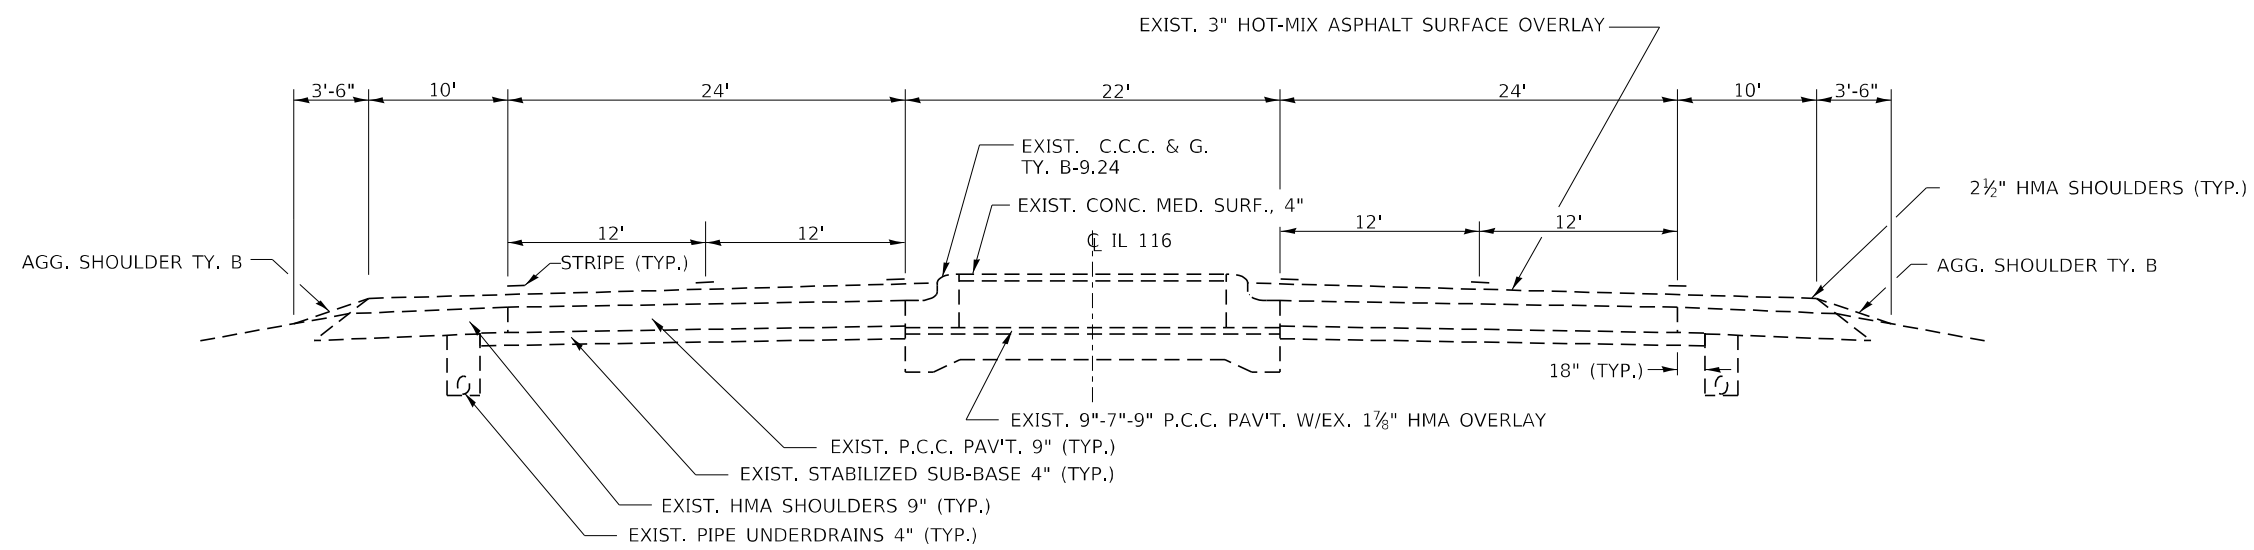 EXIST. 3" HOT-MIX ASPHALT SURFACE OVERLAY
3'-6" 10' 24' 22' 24' 10' 3'-6"
EXIST. C.C.C. & G.
TY. B-9.24
2½" HMA SHOULDERS (TYP.)
EXIST. CONC. MED. SURF., 4"
12' 12' 12' 12'
℄ IL 116
AGG. SHOULDER TY. B
STRIPE (TYP.)
AGG. SHOULDER TY. B
18" (TYP.)
EXIST. 9"-7"-9" P.C.C. PAV'T. W/EX. 1⅞" HMA OVERLAY
EXIST. P.C.C. PAV'T. 9" (TYP.)
EXIST. STABILIZED SUB-BASE 4" (TYP.)
EXIST. HMA SHOULDERS 9" (TYP.)
EXIST. PIPE UNDERDRAINS 4" (TYP.)